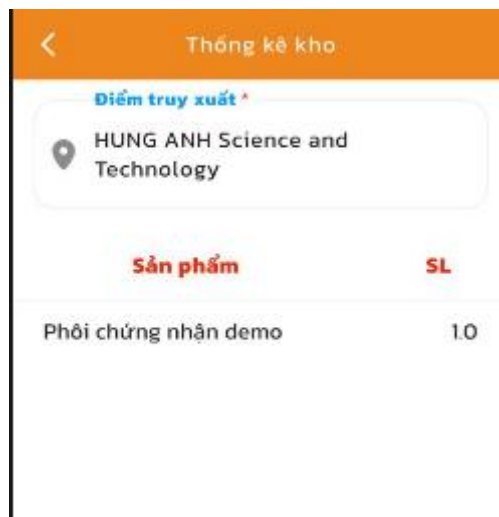 Thống kê kho
Điểm truy xuất *
HUNG ANH Science and
Technology
Sản phẩm SL
Phôi chứng nhận demo 1.0